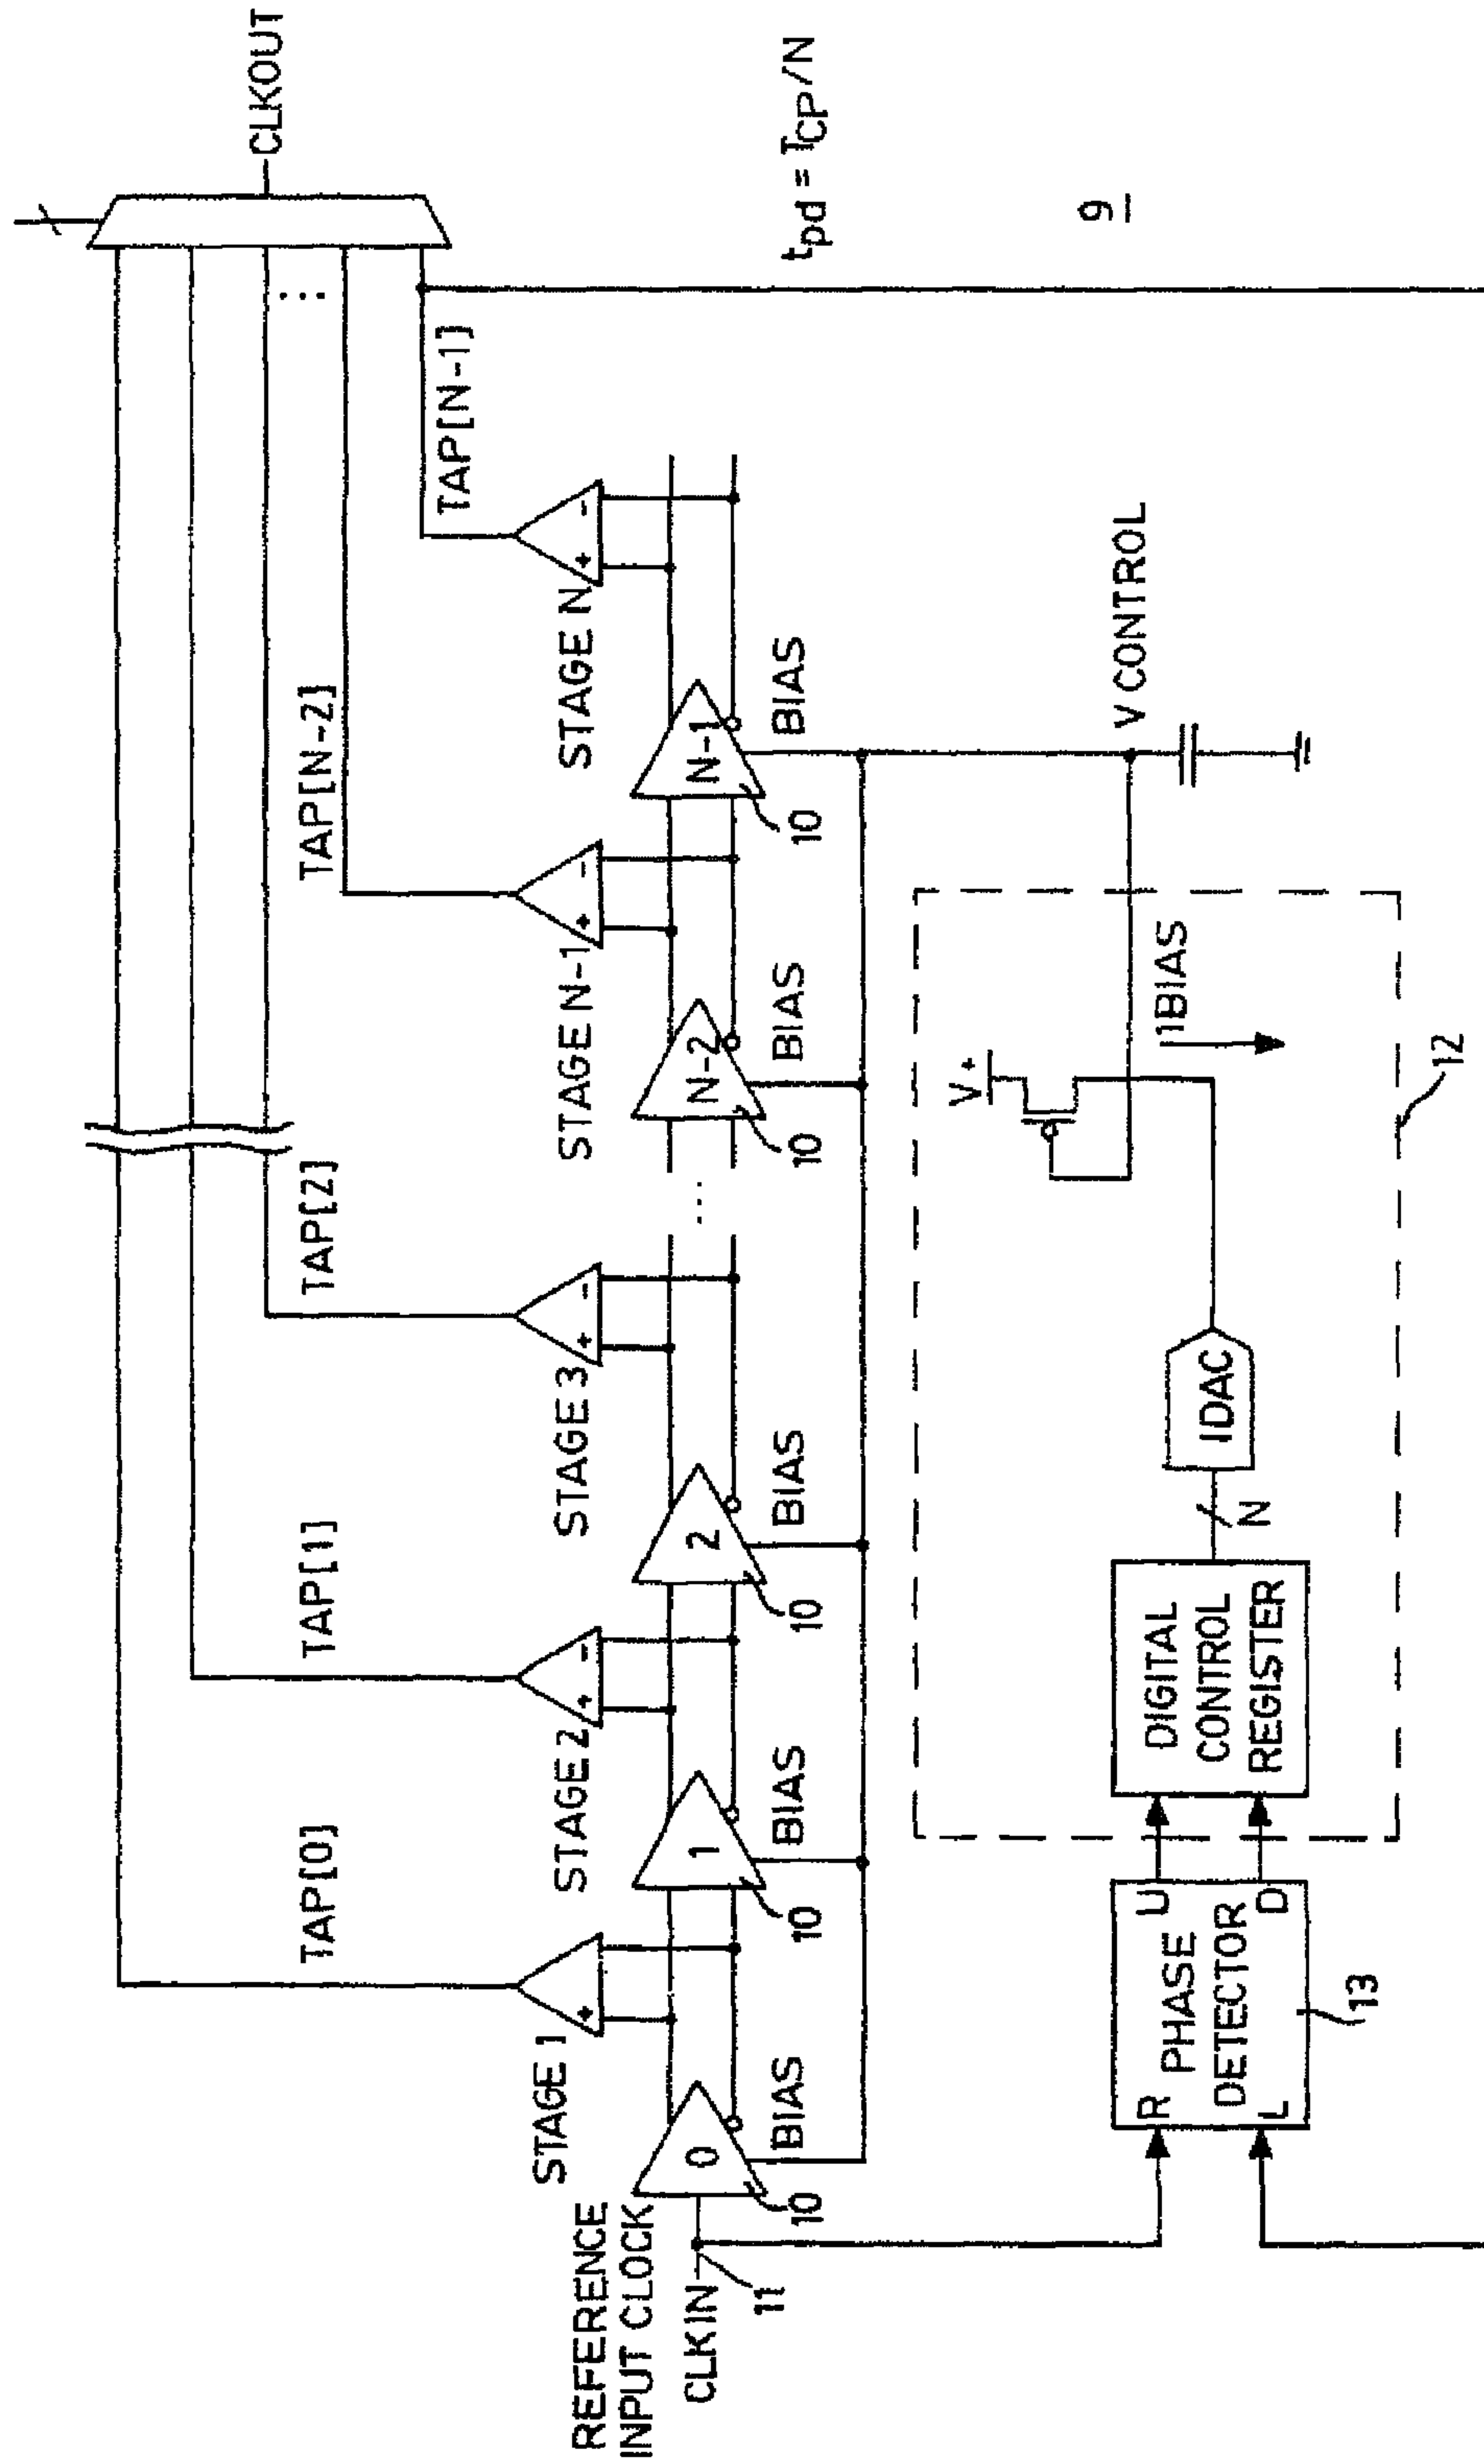 CLKOUT
t_pd = T_CP/N
9
TAP[0]
TAP[1]
TAP[2]
TAP[N-2]
TAP[N-1]
STAGE 1
STAGE 2
STAGE 3
STAGE N-1
STAGE N
+
-
+
-
+
-
+
-
+
-
REFERENCE
INPUT CLOCK
CLKIN
11
0
1
2
...
N-2
N-1
...
10
10
10
10
10
BIAS
BIAS
BIAS
BIAS
BIAS
V CONTROL
V+
IBIAS
R
U
PHASE
DETECTOR
L
D
13
DIGITAL
CONTROL
REGISTER
N
IDAC
12